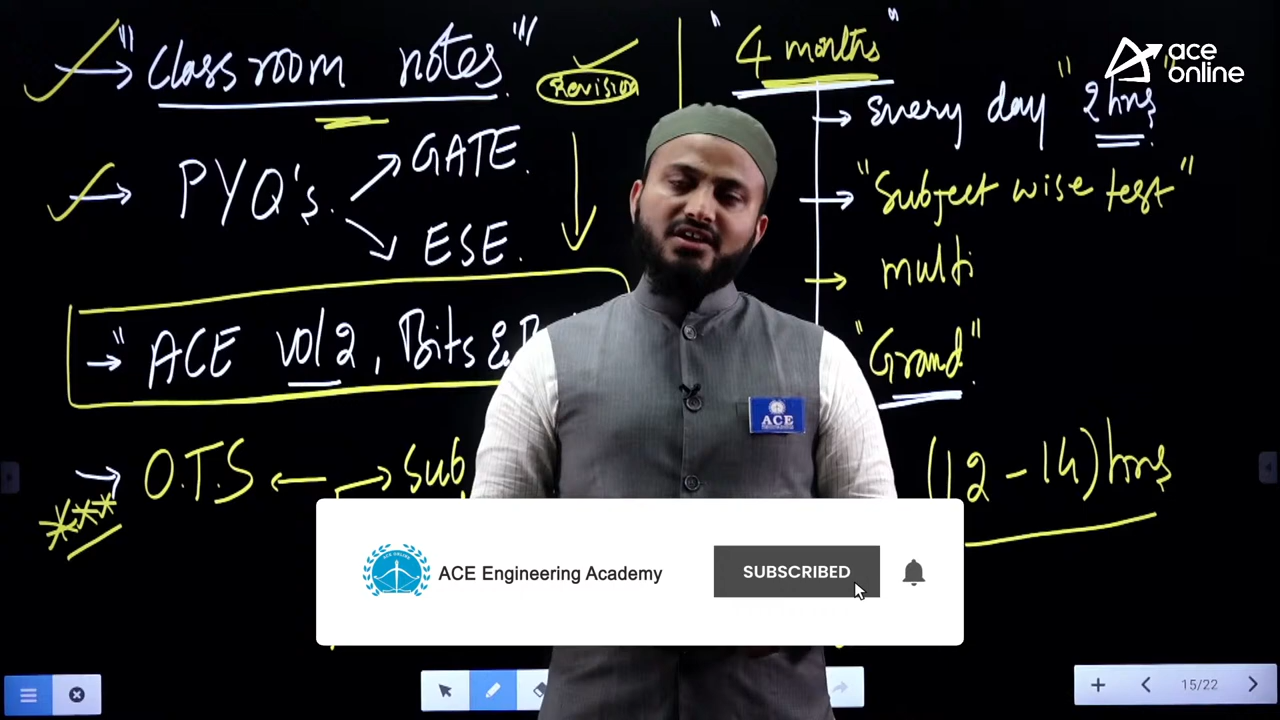 "Classroom notes".
Revision
PYQ's.
GATE.
ESE.
" ACE Vol 2, Bits &
O.T.S
Sub
"4 months"
every day "2 hrs"
"Subject wise test"
multi
"Grand".
(12 - 14) hrs
ace
online
ACE
ACE Engineering Academy
SUBSCRIBED
15/22